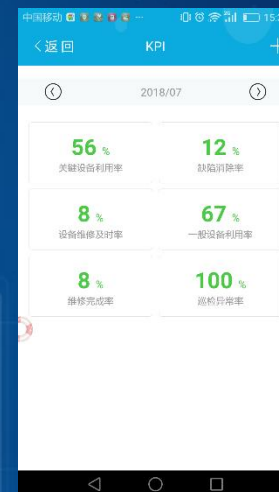 中国移动 15:
返回 KPI
2018/07
56 % 12 %
关键设备利用率 缺陷消除率
8 % 67 %
设备维修及时率 一般设备利用率
8 % 100 %
维修完成率 巡检异常率